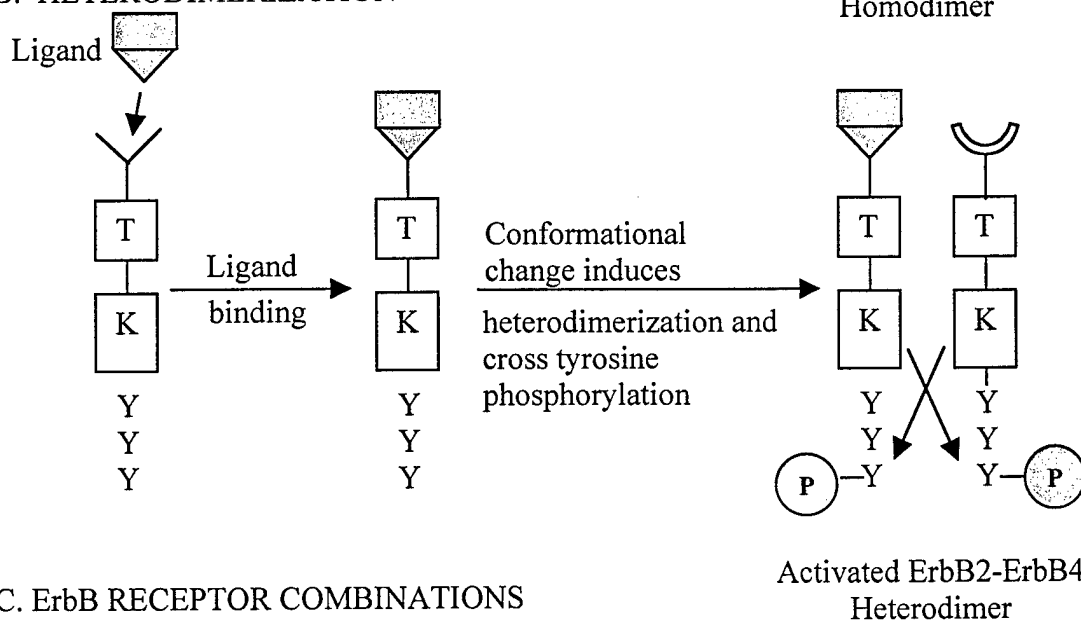 Homodimer
Ligand
T
K
Y
Y
Y
Ligand
binding
T
K
Y
Y
Y
Conformational
change induces
heterodimerization and
cross tyrosine
phosphorylation
T T
K K
Y Y
Y Y
P Y Y P
Activated ErbB2-ErbB4
Heterodimer
C. ErbB RECEPTOR COMBINATIONS